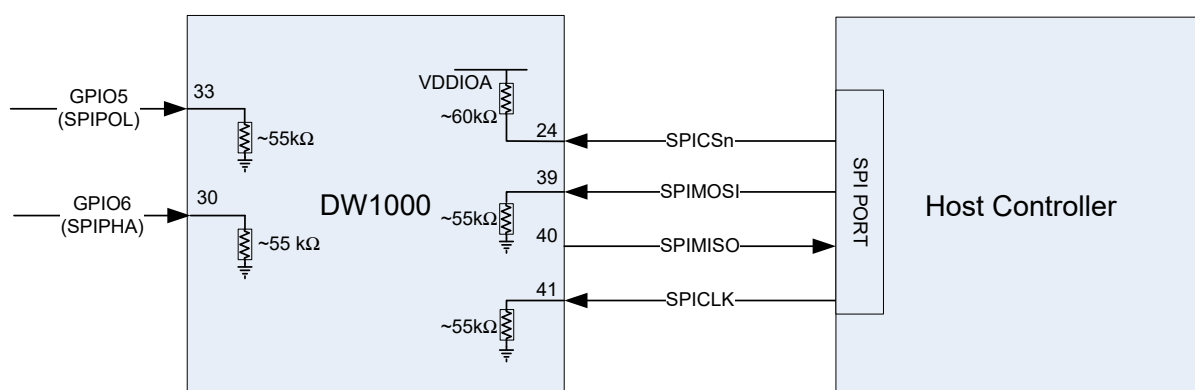 GPIO5
(SPIPOL)
33
~55kΩ
GPIO6
(SPIPHA)
30
~55 kΩ
DW1000
VDDIOA
~60kΩ
24
SPICSn
39
SPIMOSI
~55kΩ
40
SPIMISO
41
SPICLK
~55kΩ
SPI PORT
Host Controller